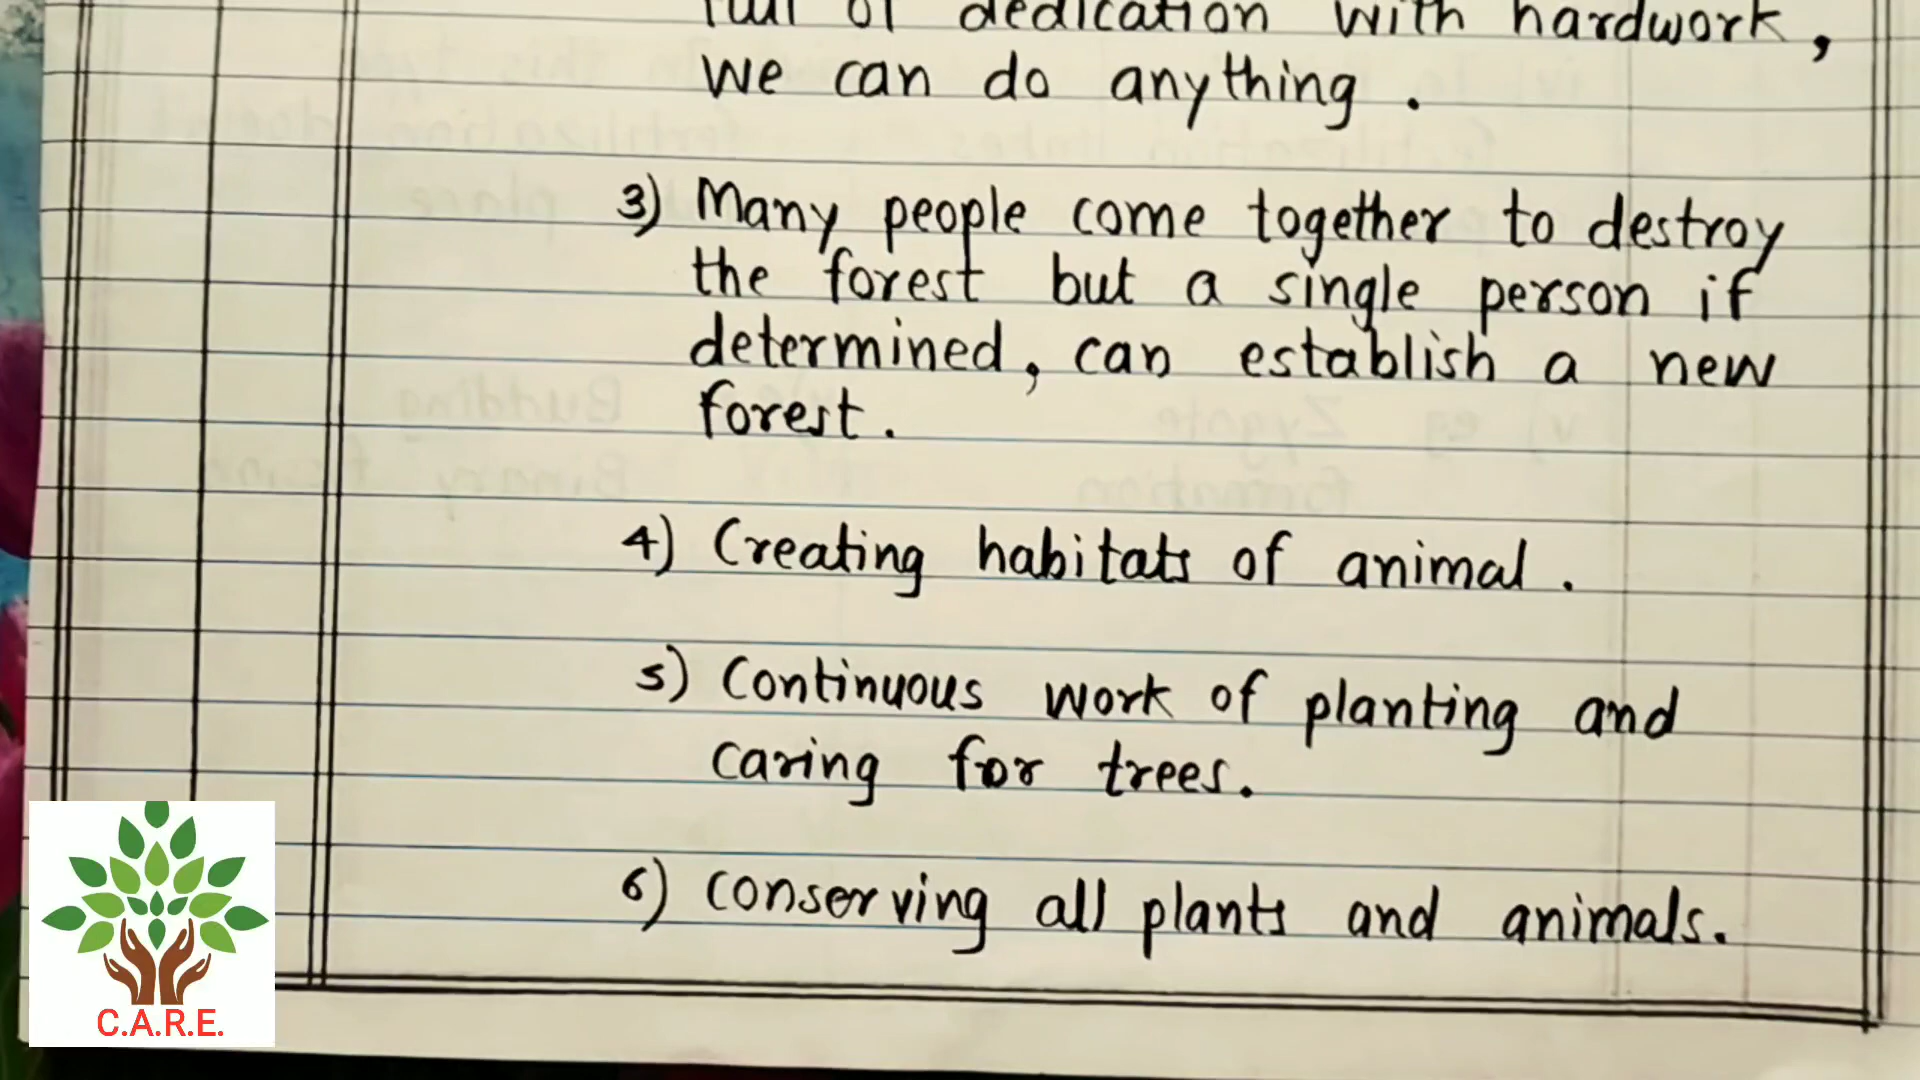 full of dedication with hardwork,
we can do anything.
3) Many people come together to destroy
the forest but a single person if
determined, can establish a new
forest.
4) Creating habitats of animal.
5) Continuous work of planting and
caring for trees.
6) Conserving all plants and animals.
C.A.R.E.